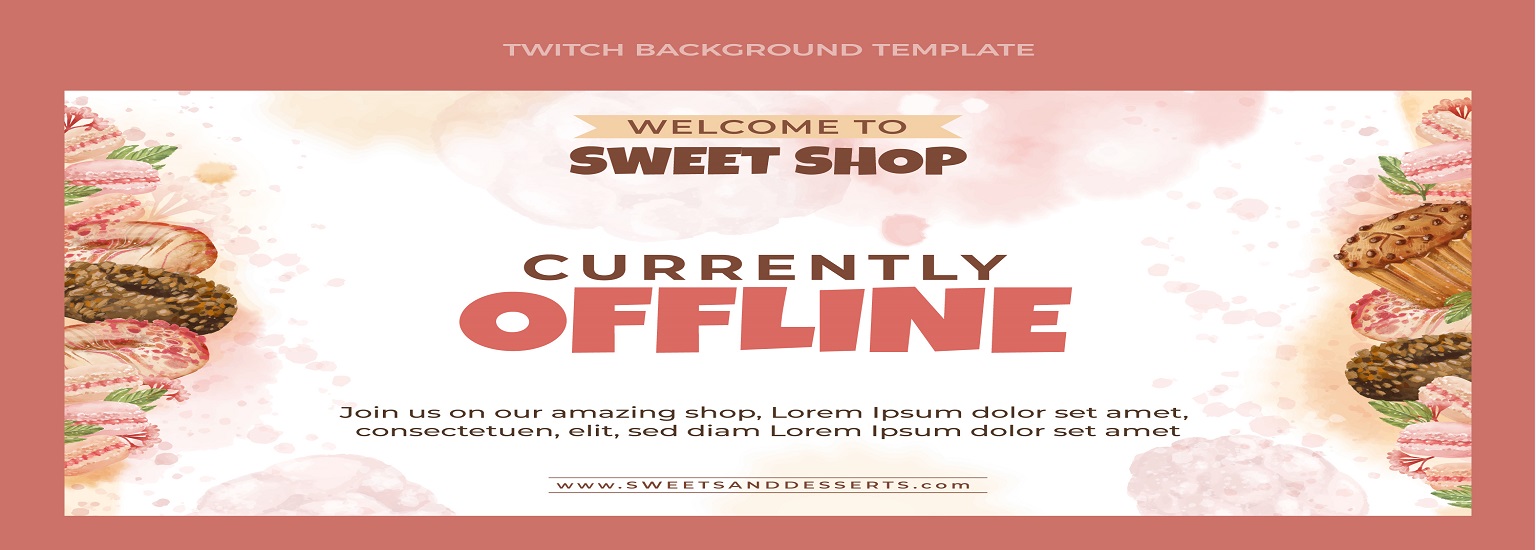 TWITCH BACKGROUND TEMPLATE
WELCOME TO
SWEET SHOP
CURRENTLY
OFFLINE
Join us on our amazing shop, Lorem Ipsum dolor set amet,
consectetuen, elit, sed diam Lorem Ipsum dolor set amet
www.SWEETSANDDESSERTS.com